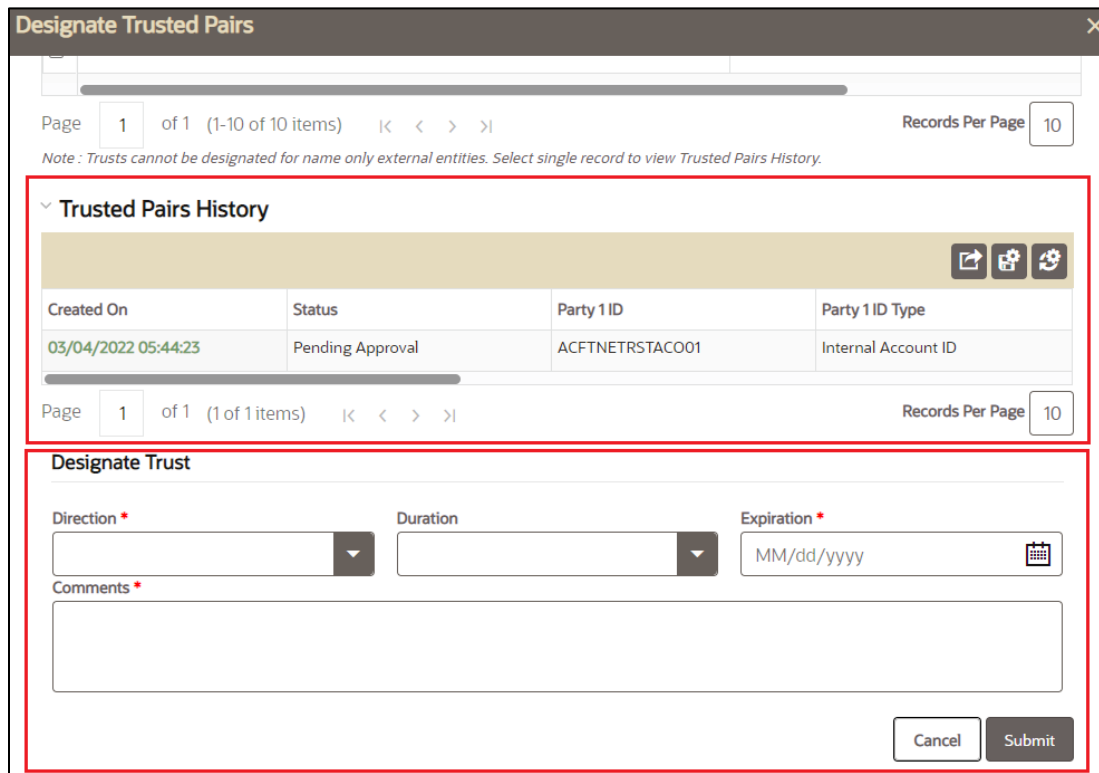 Designate Trusted Pairs
Page 1 of 1 (1-10 of 10 items) Records Per Page 10
Note : Trusts cannot be designated for name only external entities. Select single record to view Trusted Pairs History.
Trusted Pairs History
Created On Status Party 1 ID Party 1 ID Type
03/04/2022 05:44:23 Pending Approval ACFTNETRSTACO01 Internal Account ID
Page 1 of 1 (1 of 1 items) Records Per Page 10
Designate Trust
Direction * Duration Expiration *
MM/dd/yyyy
Comments *
Cancel Submit